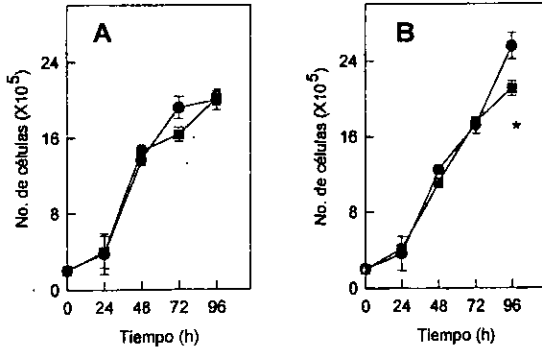 A
No. de células (X10⁵)
24
16
8
0
0 24 48 72 96
Tiempo (h)
B
No. de células (X10⁵)
24
16
8
0
*
0 24 48 72 96
Tiempo (h)